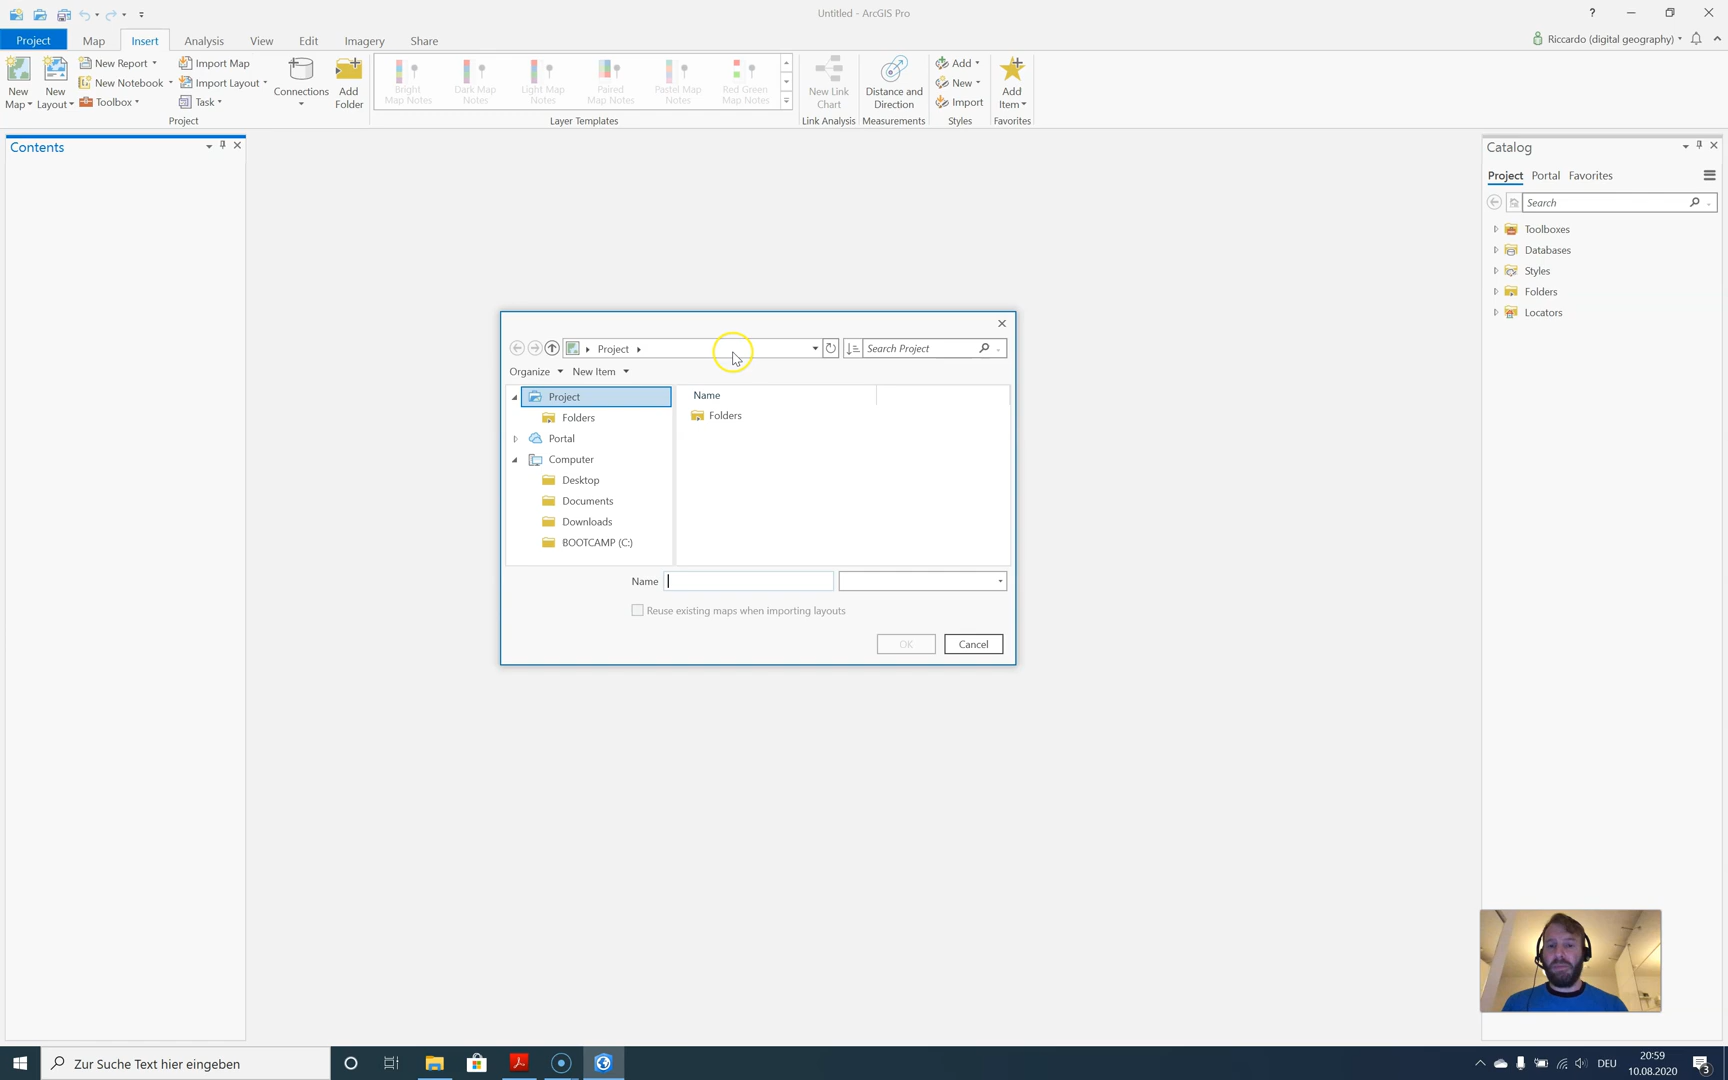 Untitled - ArcGIS Pro
?
Project Map Insert Analysis View Edit Imagery Share
Riccardo (digital geography)
New Map
New Layout
New Report
New Notebook
Toolbox
Import Map
Import Layout
Task
Connections
Add Folder
Project
Bright Map Notes
Dark Map Notes
Light Map Notes
Paired Map Notes
Pastel Map Notes
Red Green Map Notes
Layer Templates
New Link Chart
Link Analysis
Distance and Direction
Measurements
Add
New
Import
Styles
Add Item
Favorites
Contents
Project
Search Project
Organize New Item
Project
Folders
Portal
Computer
Desktop
Documents
Downloads
BOOTCAMP (C:)
Name
Folders
Name
Reuse existing maps when importing layouts
OK Cancel
Catalog
Project Portal Favorites
Search
Toolboxes
Databases
Styles
Folders
Locators
Zur Suche Text hier eingeben
DEU
20:59
10.08.2020
3